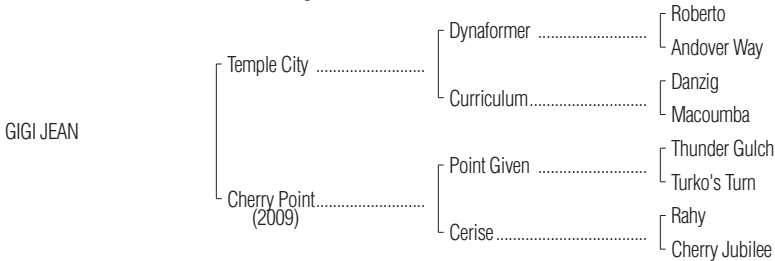 Roberto
Dynaformer ..........................
Andover Way
Temple City ..........................
Danzig
Curriculum............................
Macoumba
GIGI JEAN
Thunder Gulch
Point Given ..........................
Turko's Turn
Cherry Point..........................
(2009)
Rahy
Cerise ....................................
Cherry Jubilee